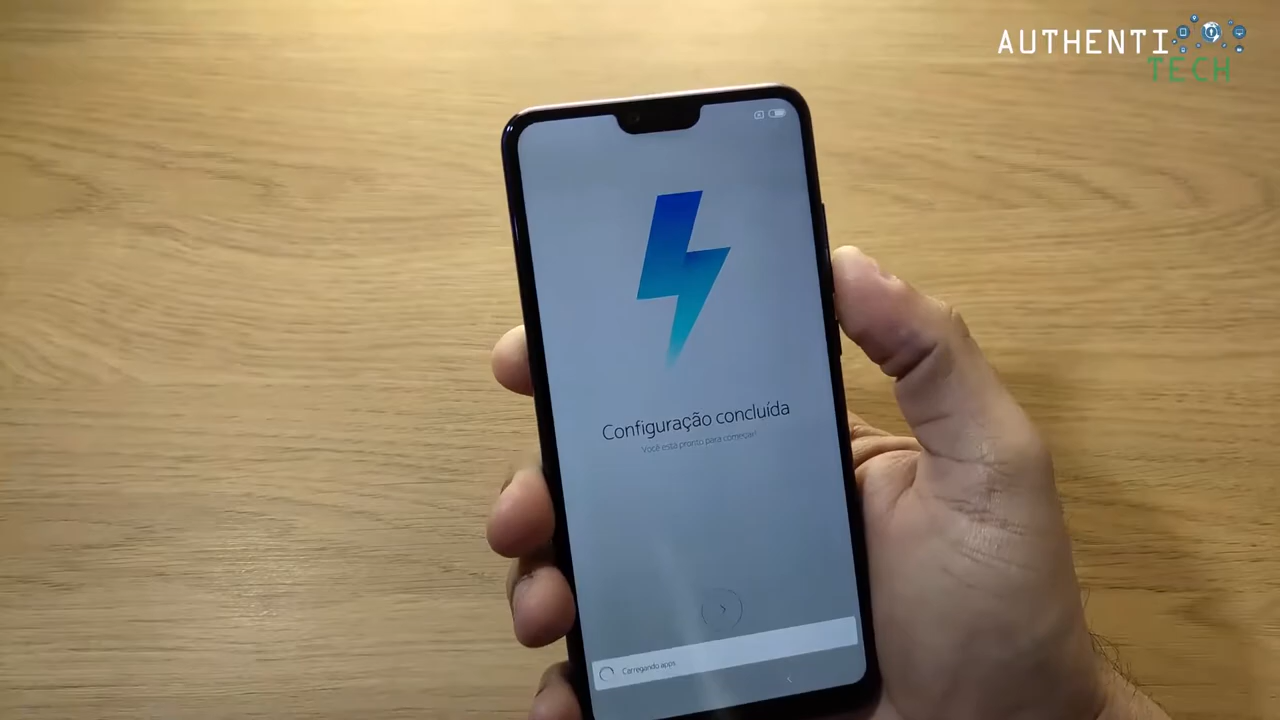 AUTHENTI
TECH
Configuração concluída
Você está pronto para começar!
Carregando apps